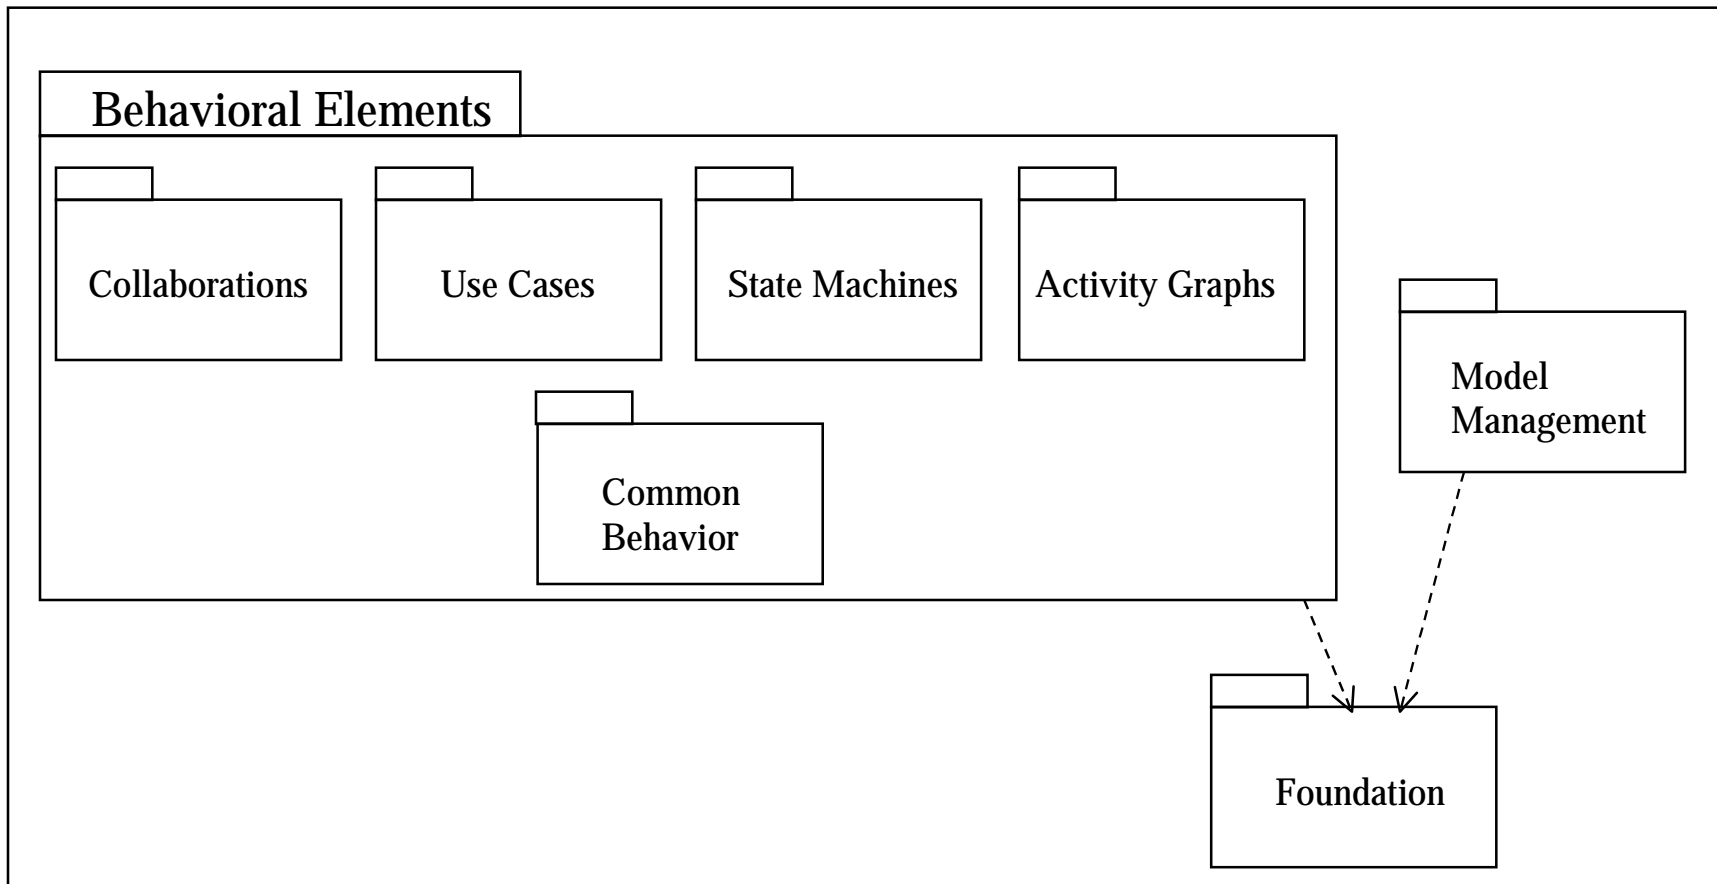 Behavioral Elements
Collaborations
Use Cases
State Machines
Activity Graphs
Model
Management
Common
Behavior
Foundation